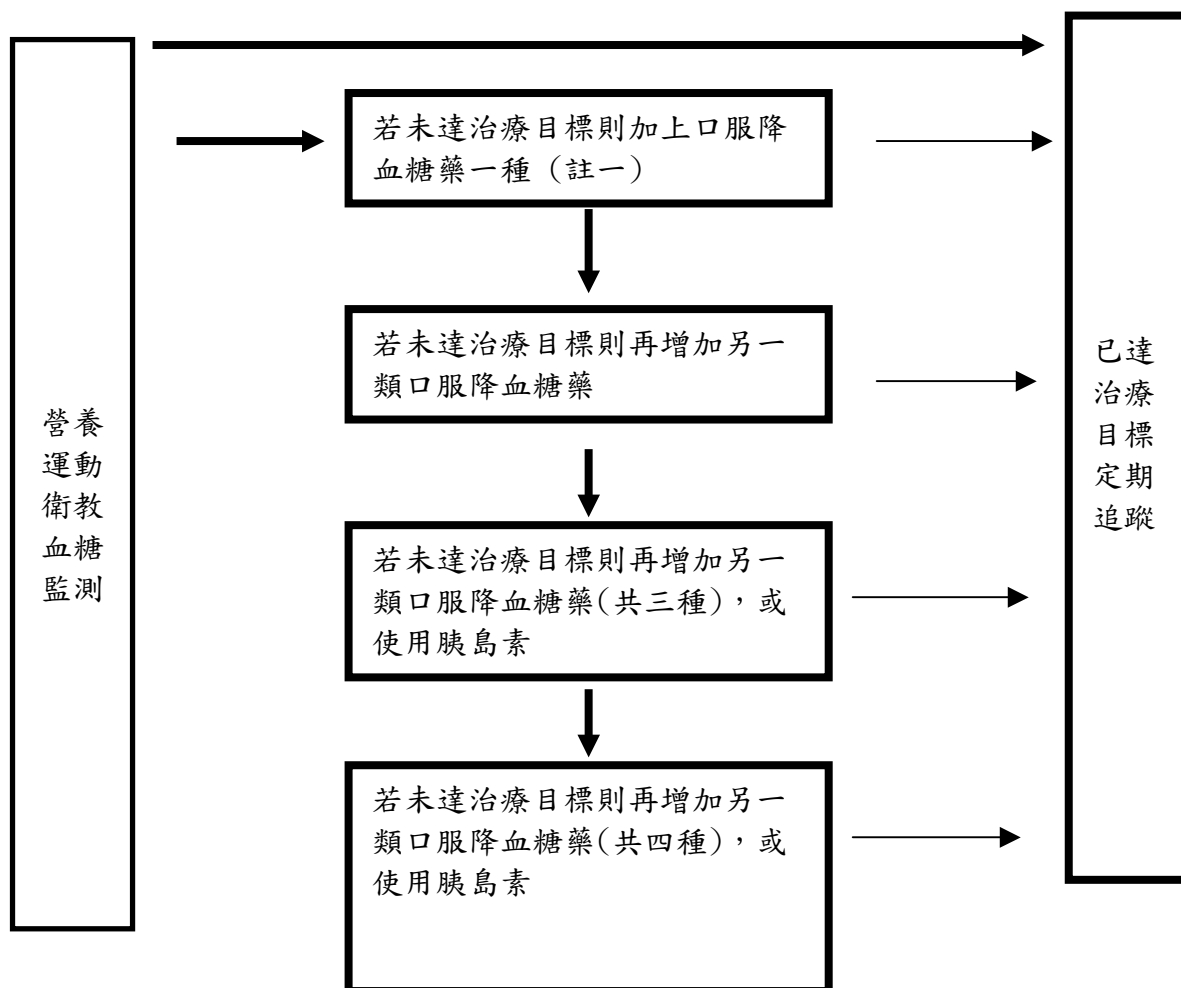 營養
運動
衛教
血糖
監測
若未達治療目標則加上口服降
血糖藥一種（註一）
若未達治療目標則再增加另一
類口服降血糖藥
若未達治療目標則再增加另一
類口服降血糖藥(共三種)，或
使用胰島素
若未達治療目標則再增加另一
類口服降血糖藥(共四種)，或
使用胰島素
已達
治療
目標
定期
追蹤